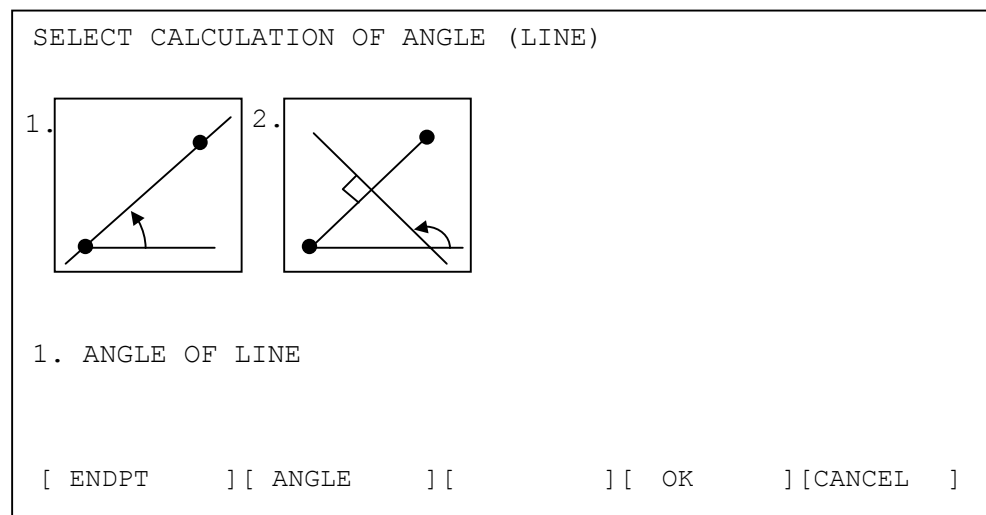 SELECT CALCULATION OF ANGLE (LINE)
1. 2.
1. ANGLE OF LINE
[ ENDPT ][ ANGLE ][ ][ OK ][CANCEL ]